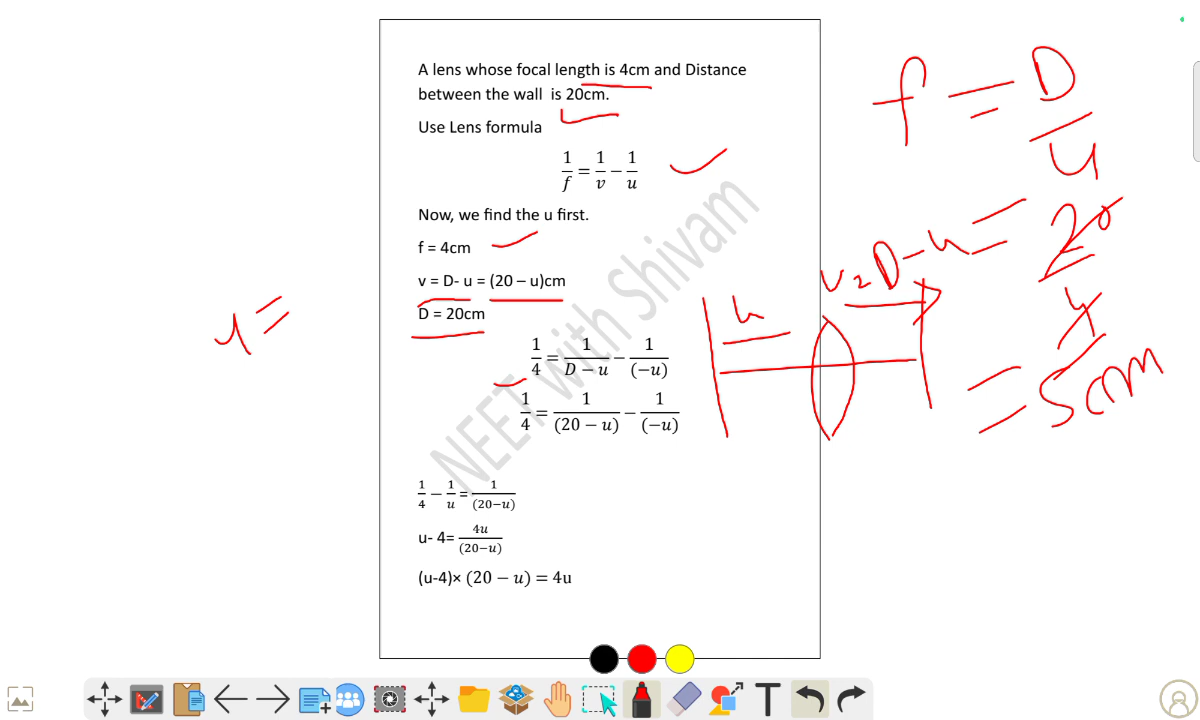 A lens whose focal length is 4cm and Distance
between the wall is 20cm.
Use Lens formula
1/f = 1/v − 1/u
Now, we find the u first.
f = 4cm
v = D- u = (20 – u)cm
D = 20cm
1/4 = 1/(D − u) − 1/(−u)
1/4 = 1/(20 − u) − 1/(−u)
1/4 − 1/u = 1/(20−u)
u- 4= 4u/(20−u)
(u-4)× (20 − u) = 4u
NEET with Shivam
u =
f = D/4
= 20/4
= 5cm
u
v = D - u
T